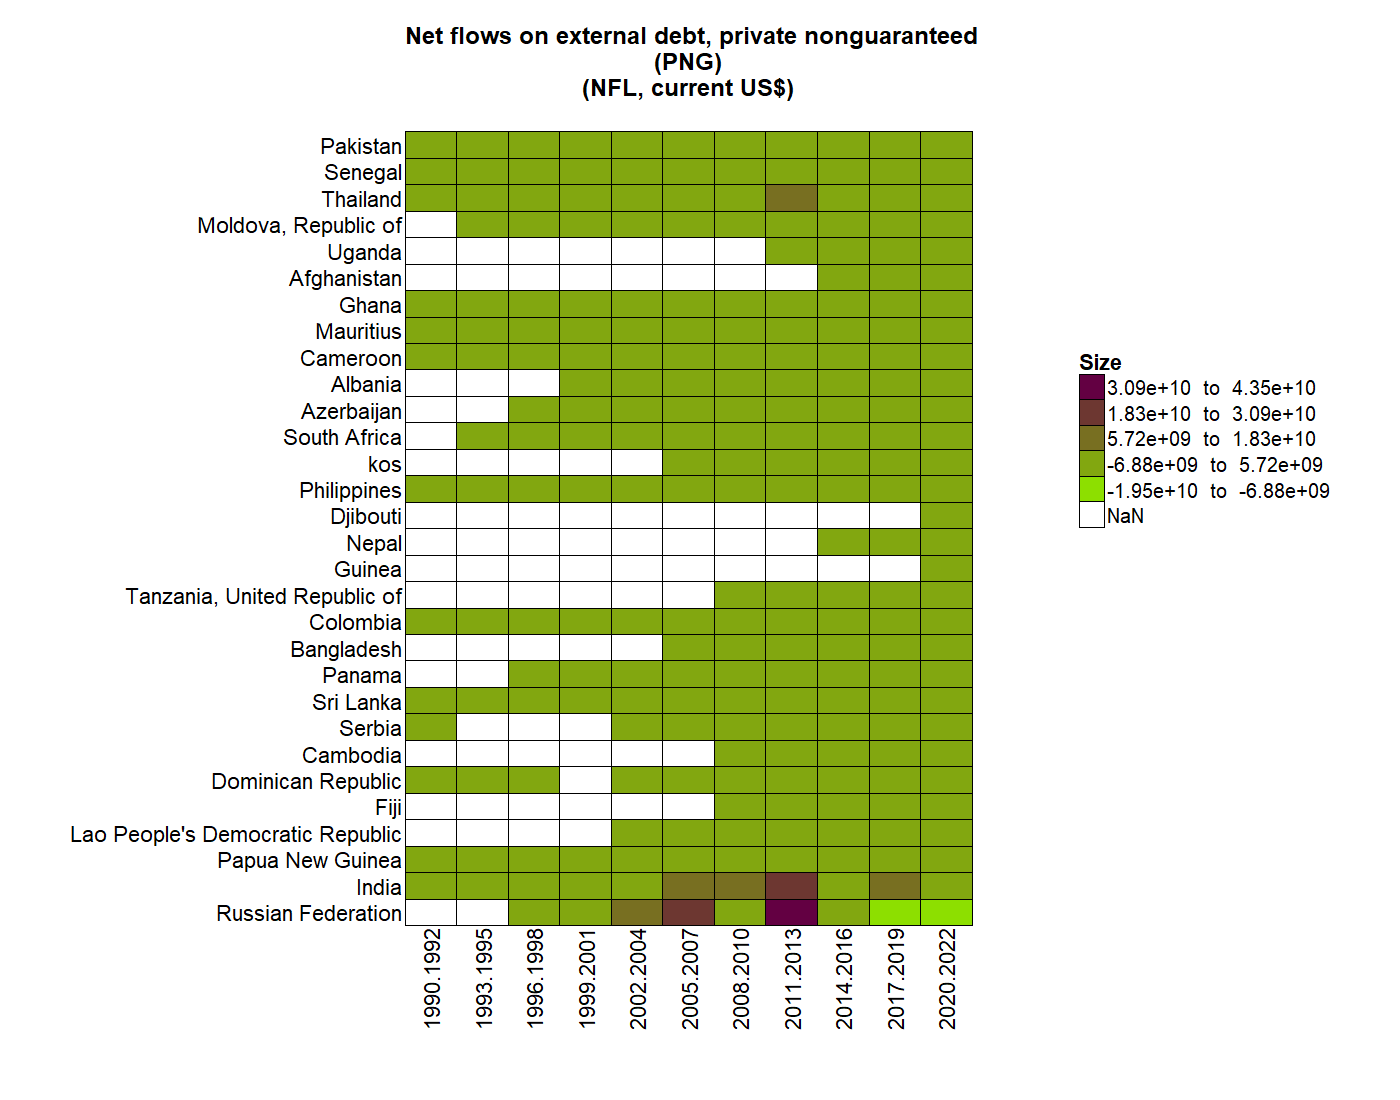 Net flows on external debt, private nonguaranteed
(PNG)
(NFL, current US$)
Pakistan
Senegal
Thailand
Moldova, Republic of
Uganda
Afghanistan
Ghana
Mauritius
Cameroon
Albania
Azerbaijan
South Africa
kos
Philippines
Djibouti
Nepal
Guinea
Tanzania, United Republic of
Colombia
Bangladesh
Panama
Sri Lanka
Serbia
Cambodia
Dominican Republic
Fiji
Lao People's Democratic Republic
Papua New Guinea
India
Russian Federation
1990.1992
1993.1995
1996.1998
1999.2001
2002.2004
2005.2007
2008.2010
2011.2013
2014.2016
2017.2019
2020.2022
Size
3.09e+10 to 4.35e+10
1.83e+10 to 3.09e+10
5.72e+09 to 1.83e+10
-6.88e+09 to 5.72e+09
-1.95e+10 to -6.88e+09
NaN